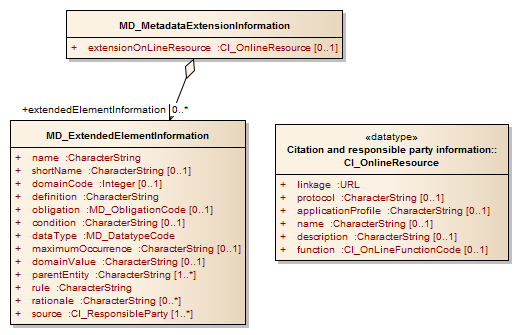 MD_MetadataExtensionInformation
+ extensionOnLineResource :CI_OnlineResource [0..1]
+extendedElementInformation 0..*
MD_ExtendedElementInformation
+ name :CharacterString
+ shortName :CharacterString [0..1]
+ domainCode :Integer [0..1]
+ definition :CharacterString
+ obligation :MD_ObligationCode [0..1]
+ condition :CharacterString [0..1]
+ dataType :MD_DatatypeCode
+ maximumOccurrence :CharacterString [0..1]
+ domainValue :CharacterString [0..1]
+ parentEntity :CharacterString [1..*]
+ rule :CharacterString
+ rationale :CharacterString [0..*]
+ source :CI_ResponsibleParty [1..*]
«datatype»
Citation and responsible party information::
CI_OnlineResource
+ linkage :URL
+ protocol :CharacterString [0..1]
+ applicationProfile :CharacterString [0..1]
+ name :CharacterString [0..1]
+ description :CharacterString [0..1]
+ function :CI_OnLineFunctionCode [0..1]